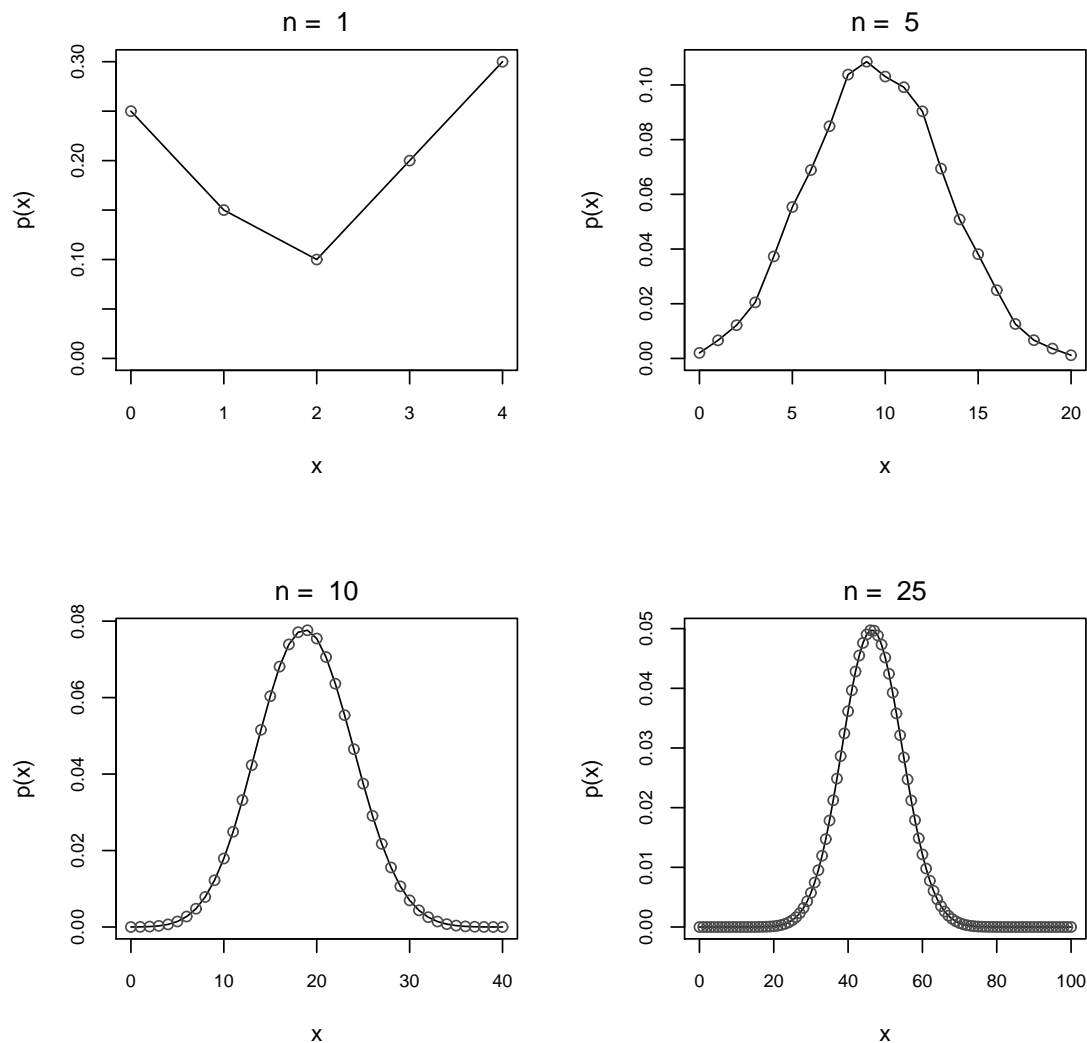 n = 1
p(x)
0.00 0.10 0.20 0.30
0 1 2 3 4
x
n = 5
p(x)
0.00 0.02 0.04 0.06 0.08 0.10
0 5 10 15 20
x
n = 10
p(x)
0.00 0.02 0.04 0.06 0.08
0 10 20 30 40
x
n = 25
p(x)
0.00 0.01 0.02 0.03 0.04 0.05
0 20 40 60 80 100
x